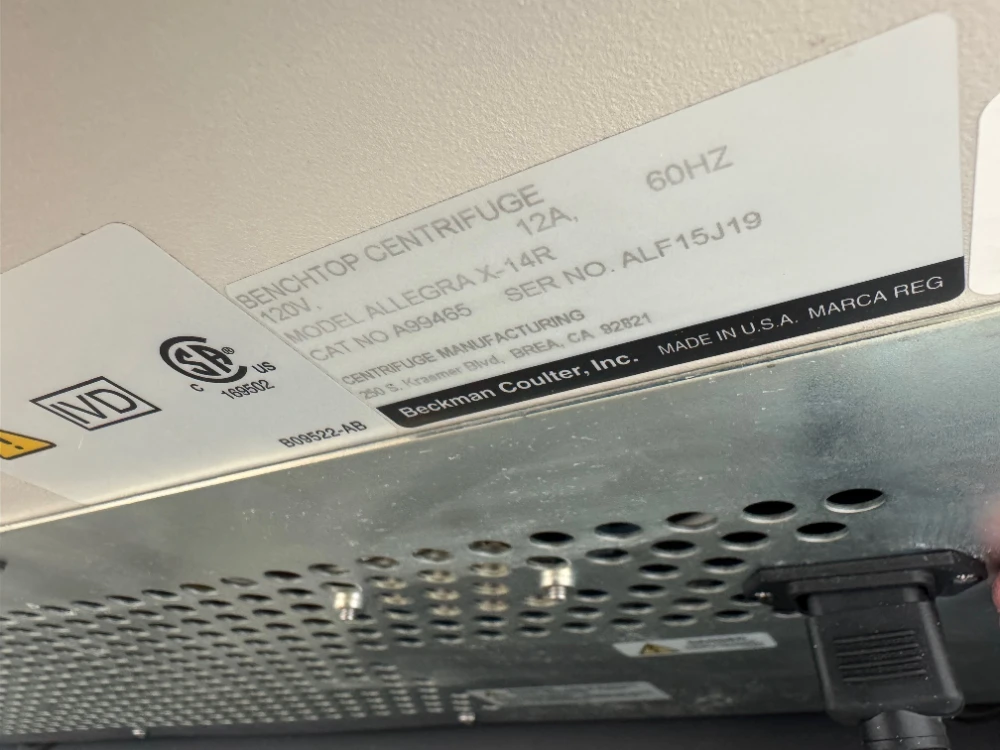 BENCHTOP CENTRIFUGE
120V, 12A, 60HZ
MODEL ALLEGRA X-14R
CAT NO A99465 SER NO. ALF15J19
CENTRIFUGE MANUFACTURING
250 S. Kraemer Blvd, BREA, CA 92821
Beckman Coulter, Inc. MADE IN U.S.A. MARCA REG
IVD
CSA® C US
169502
B09522-AB